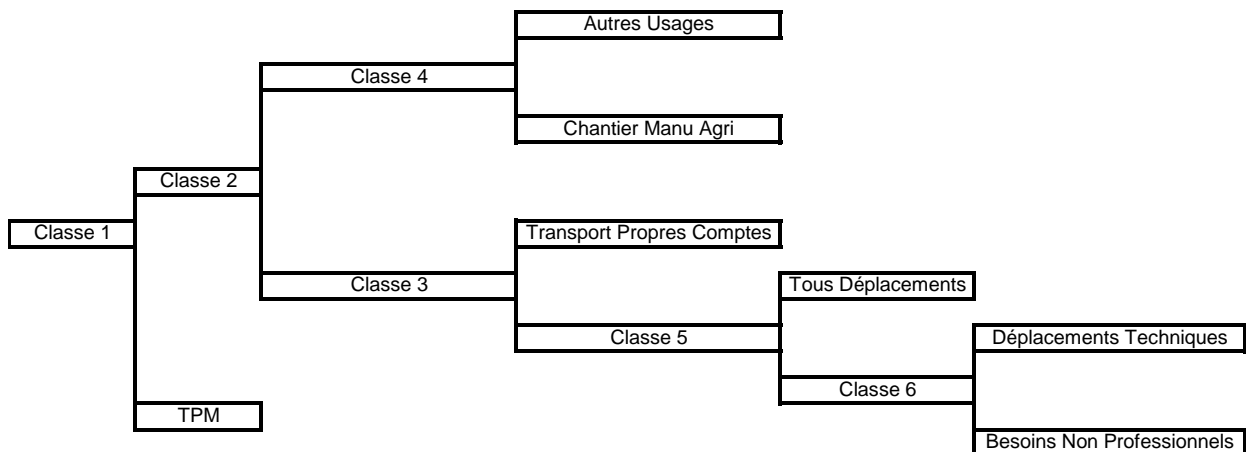 Autres Usages
Classe 4
Chantier Manu Agri
Classe 2
Classe 1
Transport Propres Comptes
Classe 3
Tous Déplacements
Classe 5
Déplacements Techniques
Classe 6
TPM
Besoins Non Professionnels